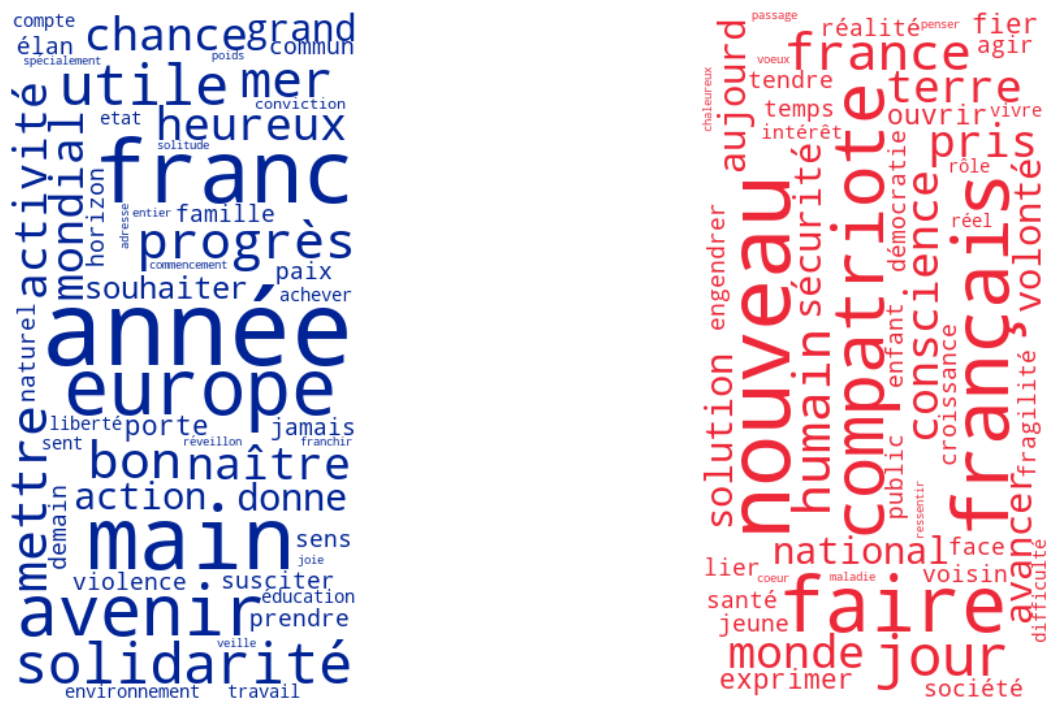 compte
chance
grand
élan
commun
spécialement
poids
utile
mer
conviction
activité
mondial
etat
heureux
solitude
franc
horizon
adresse
entier
famille
progrès
commencement
paix
souhaiter
achever
année
naturel
europe
liberté
porte
jamais
sent
réveillon
franchir
mettre
bon
naître
demain
action
donne
main
sens
joie
violence
susciter
avenir
éducation
prendre
veille
solidarité
environnement
travail
passage
réalité
penser
fier
aujourd
france
agir
voeux
chaleureux
tendre
terre
temps
ouvrir
vivre
intérêt
compatriote
pris
démocratie
sécurité
rôle
volonté
conscience
nouveau
français
réel
engendrer
enfant
humain
croissance
fragilité
solution
public
ressentir
avancer
national
face
difficulté
lier
coeur
maladie
voisin
santé
faire
jeune
monde
jour
exprimer
société